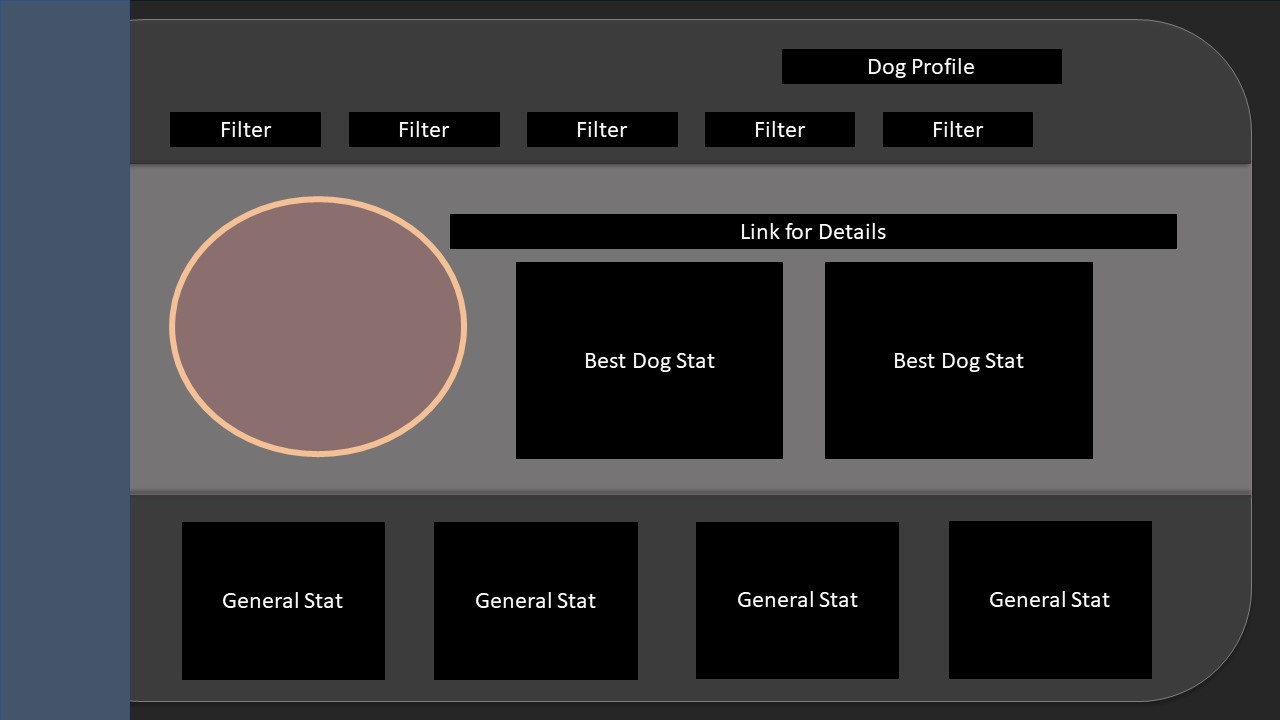 Dog Profile
Filter
Filter
Filter
Filter
Filter
Link for Details
Best Dog Stat
Best Dog Stat
General Stat
General Stat
General Stat
General Stat